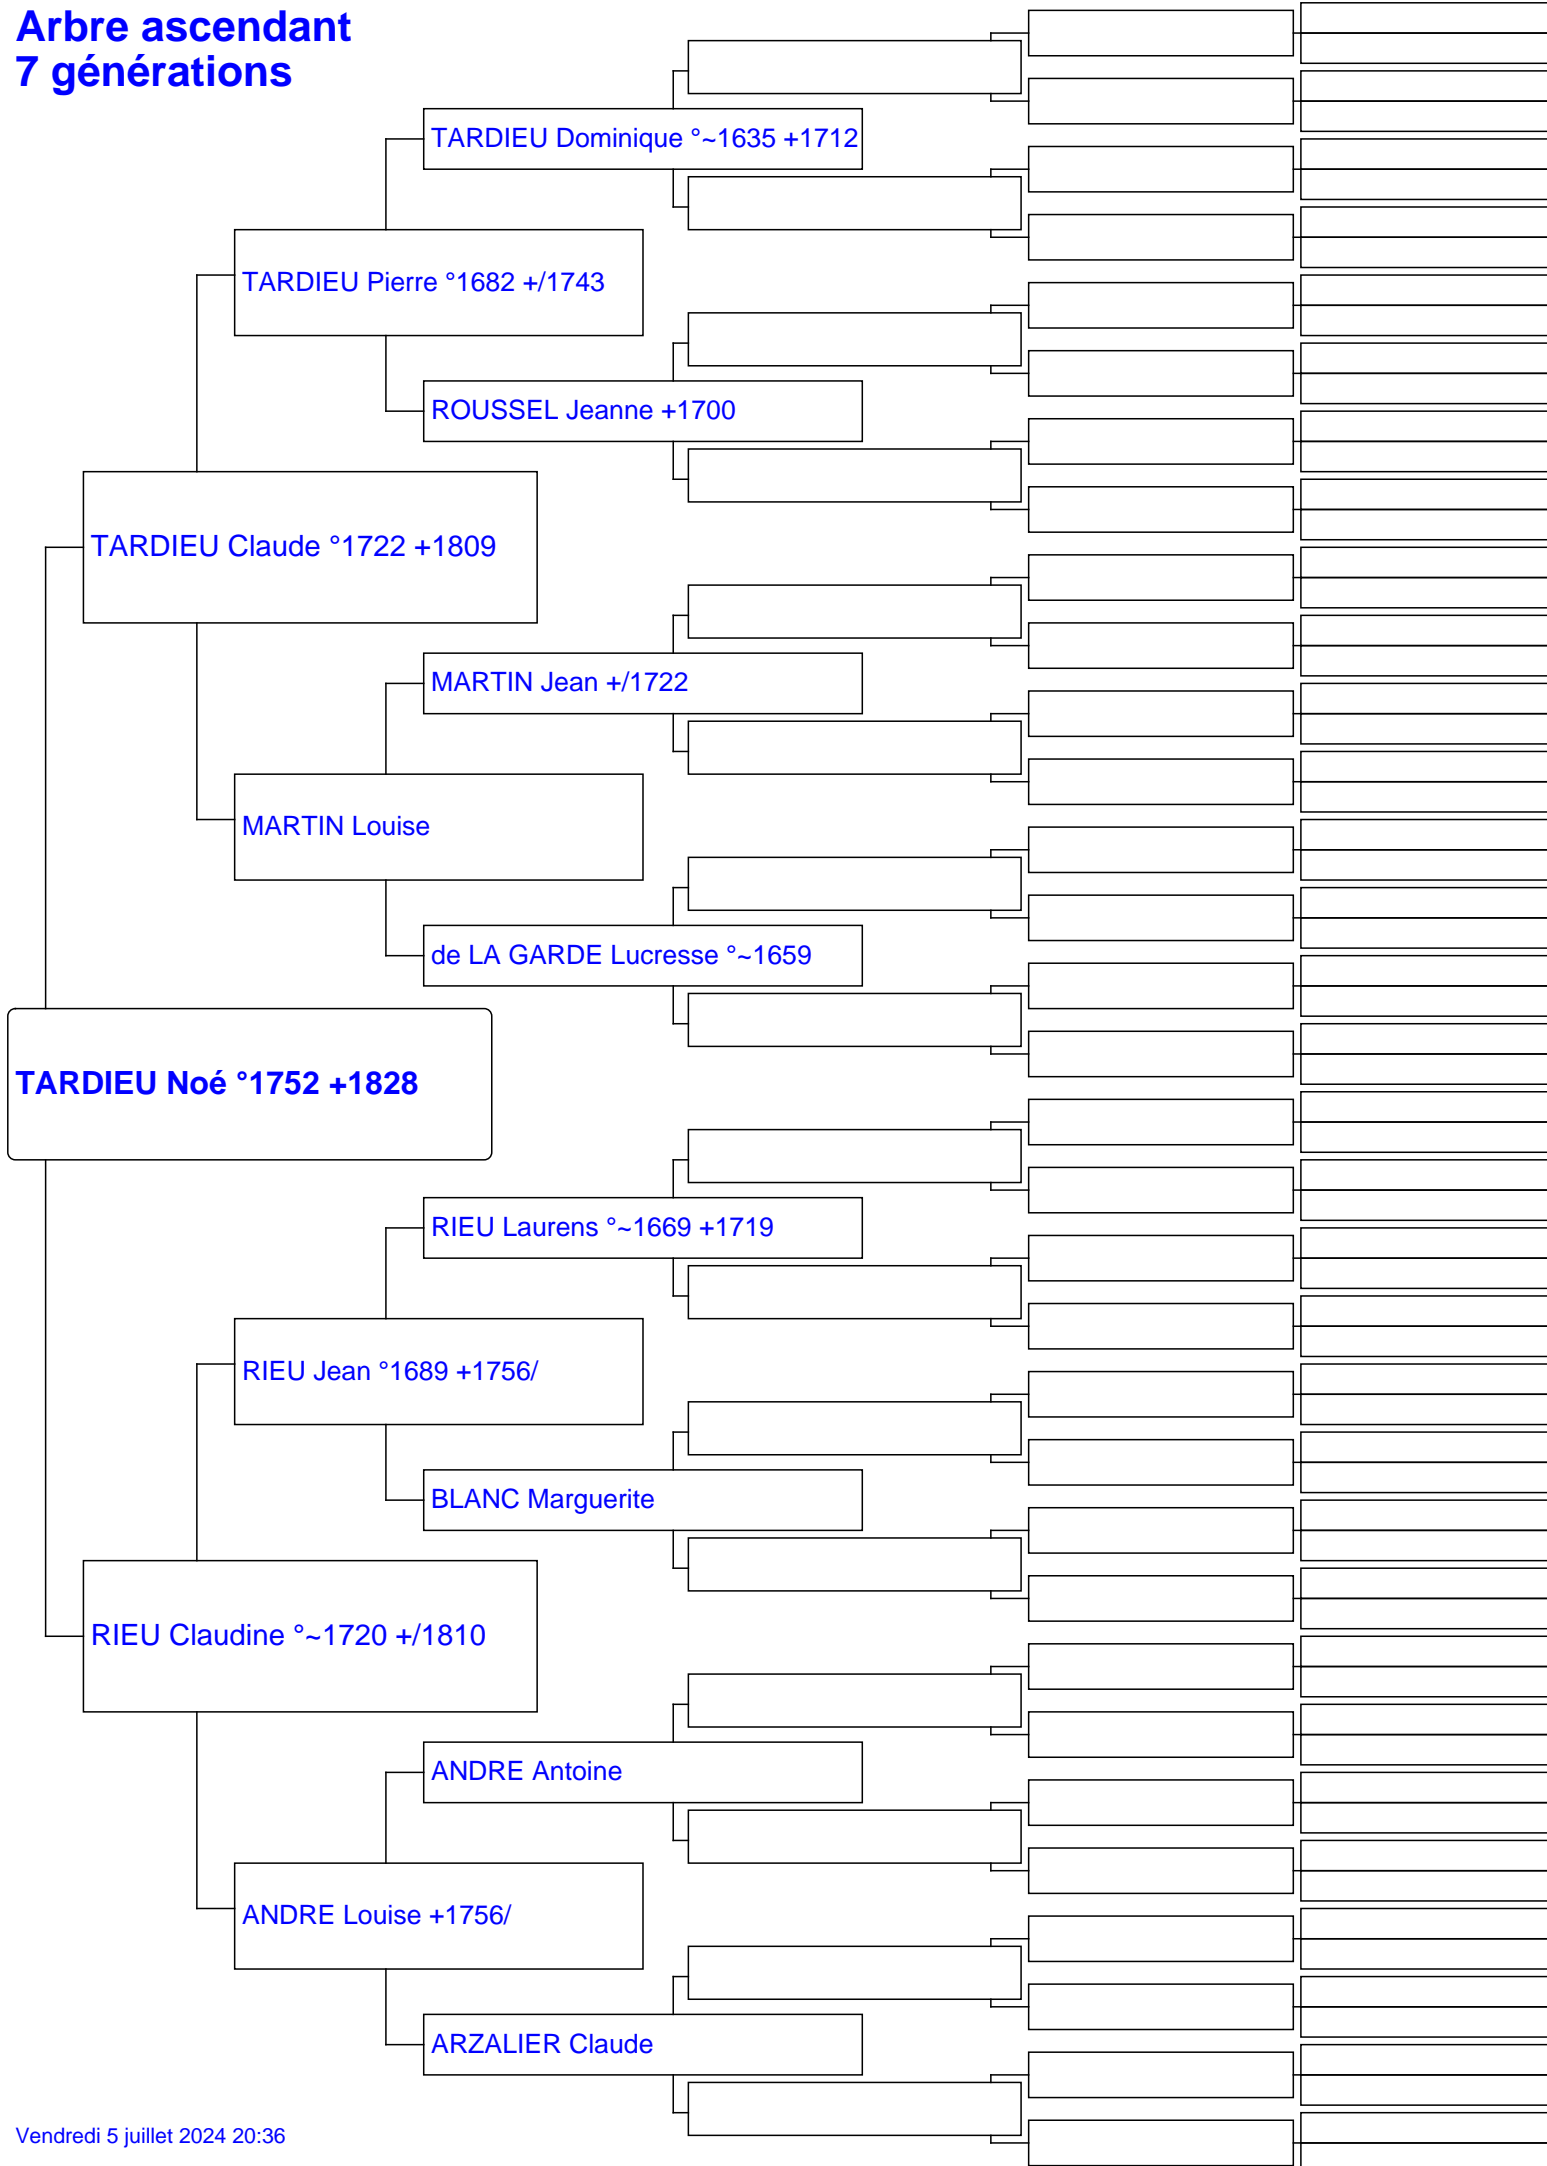 Arbre ascendant
7 générations
TARDIEU Dominique °~1635 +1712
TARDIEU Pierre °1682 +/1743
ROUSSEL Jeanne +1700
TARDIEU Claude °1722 +1809
MARTIN Jean +/1722
MARTIN Louise
de LA GARDE Lucresse °~1659
TARDIEU Noé °1752 +1828
RIEU Laurens °~1669 +1719
RIEU Jean °1689 +1756/
BLANC Marguerite
RIEU Claudine °~1720 +/1810
ANDRE Antoine
ANDRE Louise +1756/
ARZALIER Claude
Vendredi 5 juillet 2024 20:36